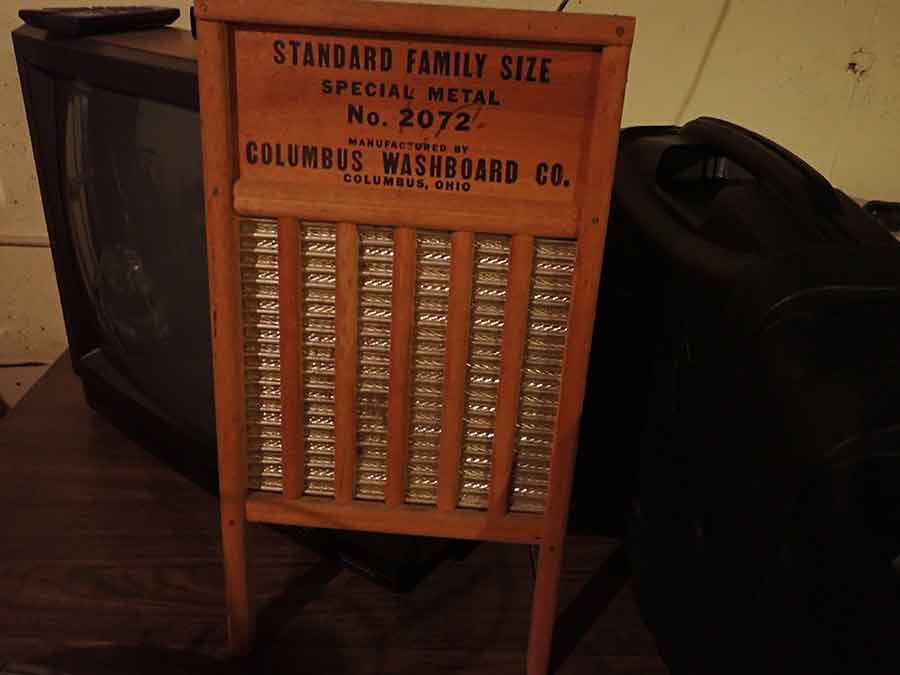 STANDARD FAMILY SIZE
SPECIAL METAL
No. 2072
MANUFACTURED BY
COLUMBUS WASHBOARD CO.
COLUMBUS, OHIO